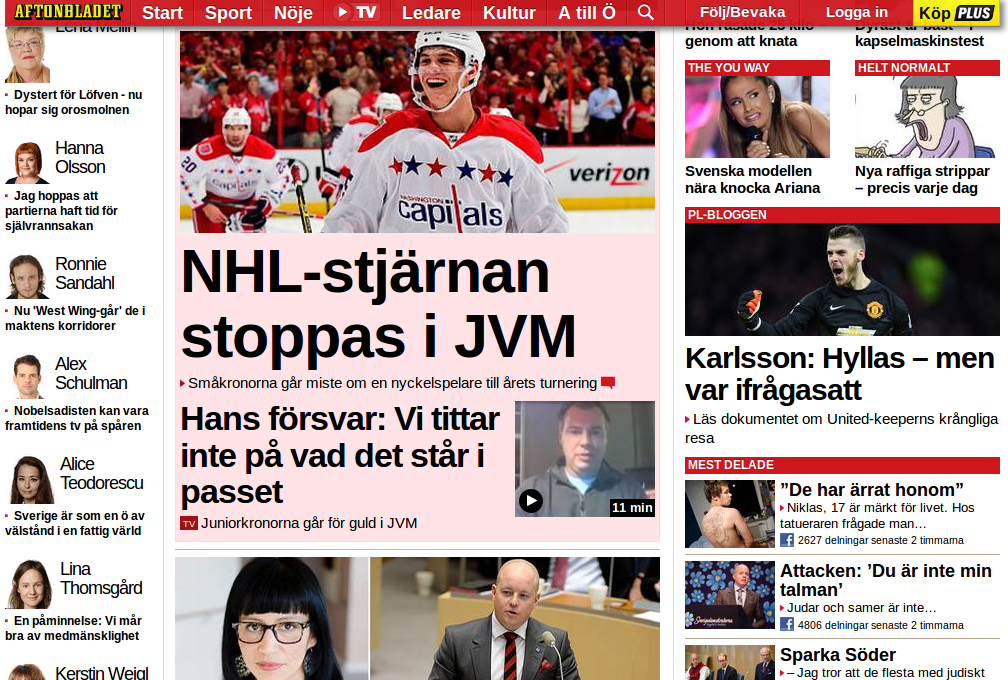 AFTONBLADET
Start
Sport
Nöje
TV
Ledare
Kultur
A till Ö
Följ/Bevaka
Logga in
Köp PLUS
Lena Mellin
Dystert för Löfven - nu
hopar sig orosmolnen
Hanna
Olsson
Jag hoppas att
partierna haft tid för
självrannsakan
Ronnie
Sandahl
Nu 'West Wing-går' de i
maktens korridorer
Alex
Schulman
Nobelsadisten kan vara
framtidens tv på spåren
Alice
Teodorescu
Sverige är som en ö av
välstånd i en fattig värld
Lina
Thomsgård
En påminnelse: Vi mår
bra av medmänsklighet
Kerstin Weigl
20
Capitals
WASHINGTON
capitals
verizon
NHL-stjärnan
stoppas i JVM
Småkronorna går miste om en nyckelspelare till årets turnering
Hans försvar: Vi tittar
inte på vad det står i
passet
11 min
TV Juniorkronorna går för guld i JVM
genom att knata
kapselmaskinstest
THE YOU WAY
Svenska modellen
nära knocka Ariana
HELT NORMALT
Nya raffiga strippar
– precis varje dag
PL-BLOGGEN
Karlsson: Hyllas – men
var ifrågasatt
Läs dokumentet om United-keeperns krångliga
resa
MEST DELADE
”De har ärrat honom”
Niklas, 17 är märkt för livet. Hos
tatueraren frågade man…
2627 delningar senaste 2 timmarna
Attacken: ’Du är inte min
talman’
Judar och samer är inte…
4806 delningar senaste 2 timmarna
Sparka Söder
– Jag tror att de flesta med judiskt